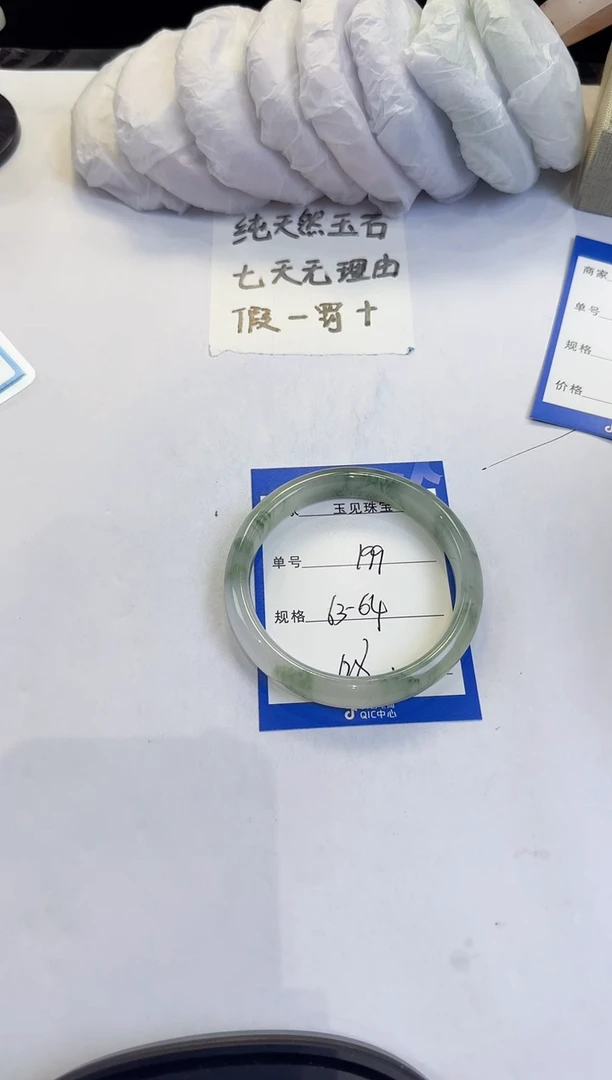 纯天然玉石
七天无理由
假一罚十
商家
单号
规格
价格
玉见珠宝
单号 199
规格 63-64
QIC中心